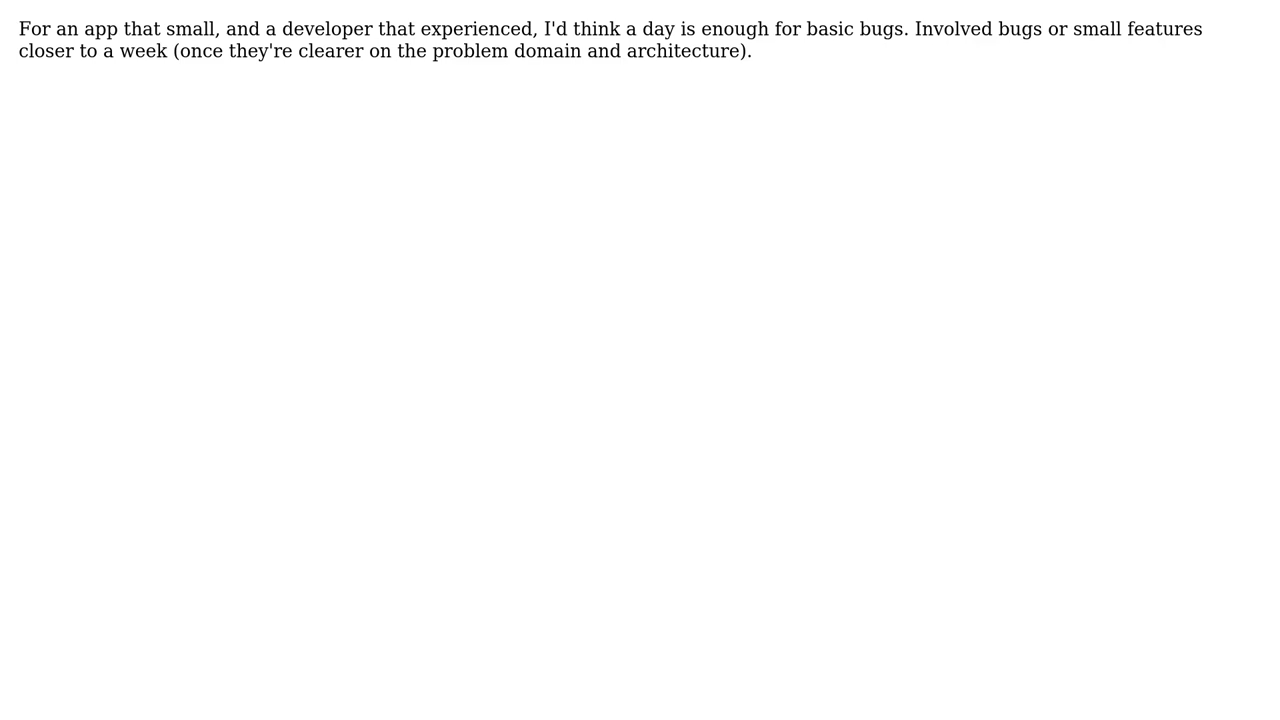 For an app that small, and a developer that experienced, I'd think a day is enough for basic bugs. Involved bugs or small features
closer to a week (once they're clearer on the problem domain and architecture).